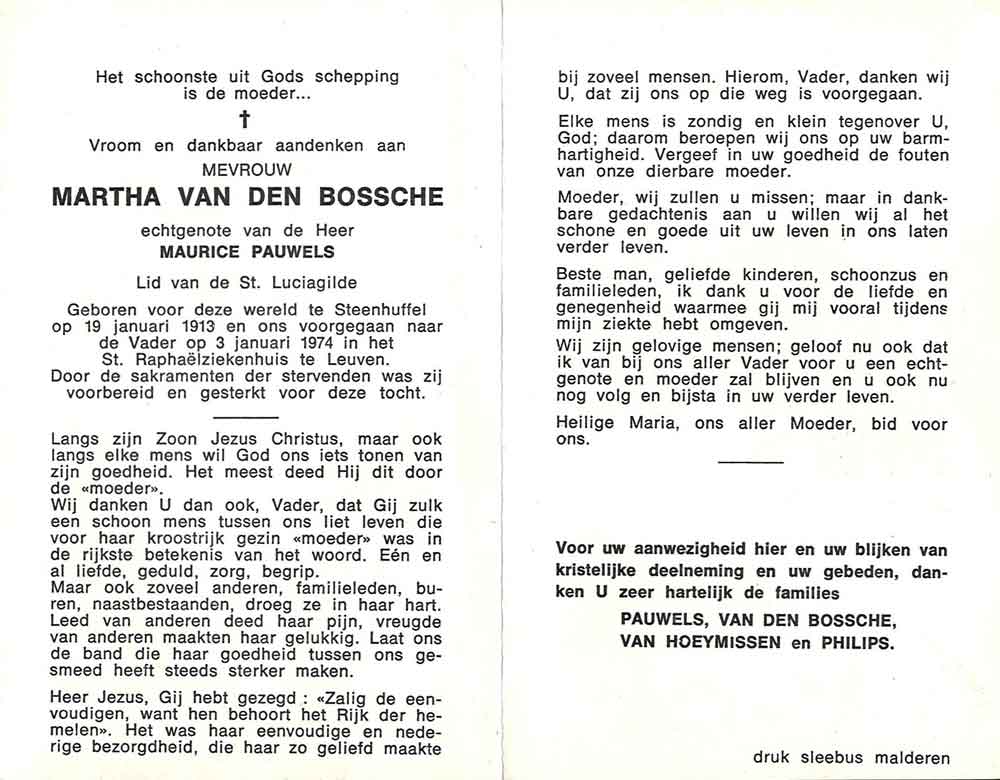 Het schoonste uit Gods schepping
is de moeder...
†
Vroom en dankbaar aandenken aan
MEVROUW
MARTHA VAN DEN BOSSCHE
echtgenote van de Heer
MAURICE PAUWELS
Lid van de St. Luciagilde
Geboren voor deze wereld te Steenhuffel
op 19 januari 1913 en ons voorgegaan naar
de Vader op 3 januari 1974 in het
St. Raphaëlziekenhuis te Leuven.
Door de sakramenten der stervenden was zij
voorbereid en gesterkt voor deze tocht.
Langs zijn Zoon Jezus Christus, maar ook
langs elke mens wil God ons iets tonen van
zijn goedheid. Het meest deed Hij dit door
de «moeder».
Wij danken U dan ook, Vader, dat Gij zulk
een schoon mens tussen ons liet leven die
voor haar kroostrijk gezin «moeder» was in
de rijkste betekenis van het woord. Eén en
al liefde, geduld, zorg, begrip.
Maar ook zoveel anderen, familieleden, bu-
ren, naastbestaanden, droeg ze in haar hart.
Leed van anderen deed haar pijn, vreugde
van anderen maakten haar gelukkig. Laat ons
de band die haar goedheid tussen ons ge-
smeed heeft steeds sterker maken.
Heer Jezus, Gij hebt gezegd : «Zalig de een-
voudigen, want hen behoort het Rijk der he-
melen». Het was haar eenvoudige en nede-
rige bezorgdheid, die haar zo geliefd maakte
bij zoveel mensen. Hierom, Vader, danken wij
U, dat zij ons op die weg is voorgegaan.
Elke mens is zondig en klein tegenover U,
God; daarom beroepen wij ons op uw barm-
hartigheid. Vergeef in uw goedheid de fouten
van onze dierbare moeder.
Moeder, wij zullen u missen; maar in dank-
bare gedachtenis aan u willen wij al het
schone en goede uit uw leven in ons laten
verder leven.
Beste man, geliefde kinderen, schoonzus en
familieleden, ik dank u voor de liefde en
genegenheid waarmee gij mij vooral tijdens
mijn ziekte hebt omgeven.
Wij zijn gelovige mensen; geloof nu ook dat
ik van bij ons aller Vader voor u een echt-
genote en moeder zal blijven en u ook nu
nog volg en bijsta in uw verder leven.
Heilige Maria, ons aller Moeder, bid voor
ons.
Voor uw aanwezigheid hier en uw blijken van
kristelijke deelneming en uw gebeden, dan-
ken U zeer hartelijk de families
PAUWELS, VAN DEN BOSSCHE,
VAN HOEYMISSEN en PHILIPS.
druk sleebus malderen